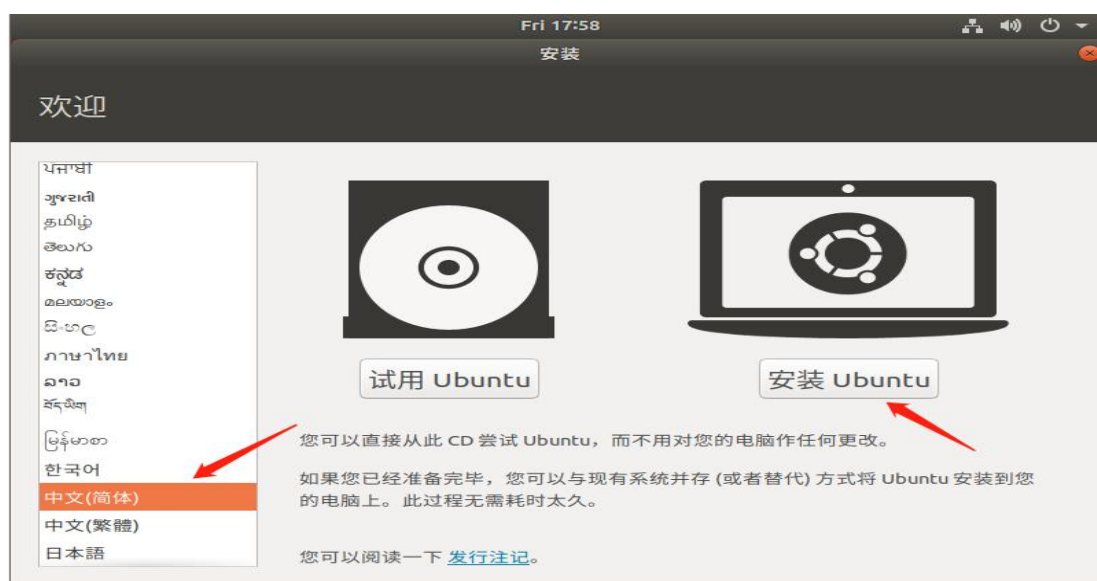 Fri 17:58
安装
欢迎
ਪੰਜਾਬੀ
ગુજરાતી
தமிழ்
తెలుగు
ಕನ್ನಡ
മലയാളം
සිංහල
ภาษาไทย
ລາວ
བོད་ཡིག
မြန်မာစာ
한국어
中文(简体)
中文(繁體)
日本語
试用 Ubuntu
安装 Ubuntu
您可以直接从此 CD 尝试 Ubuntu，而不用对您的电脑作任何更改。
如果您已经准备完毕，您可以与现有系统并存 (或者替代) 方式将 Ubuntu 安装到您
的电脑上。此过程无需耗时太久。
您可以阅读一下 发行注记。